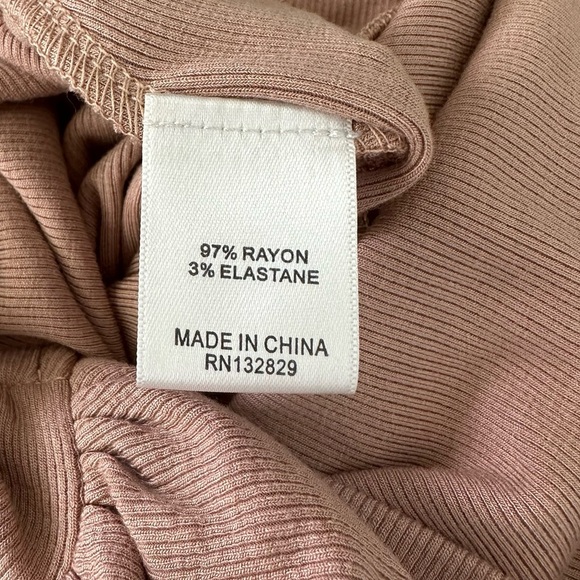 97% RAYON
3% ELASTANE
MADE IN CHINA
RN132829